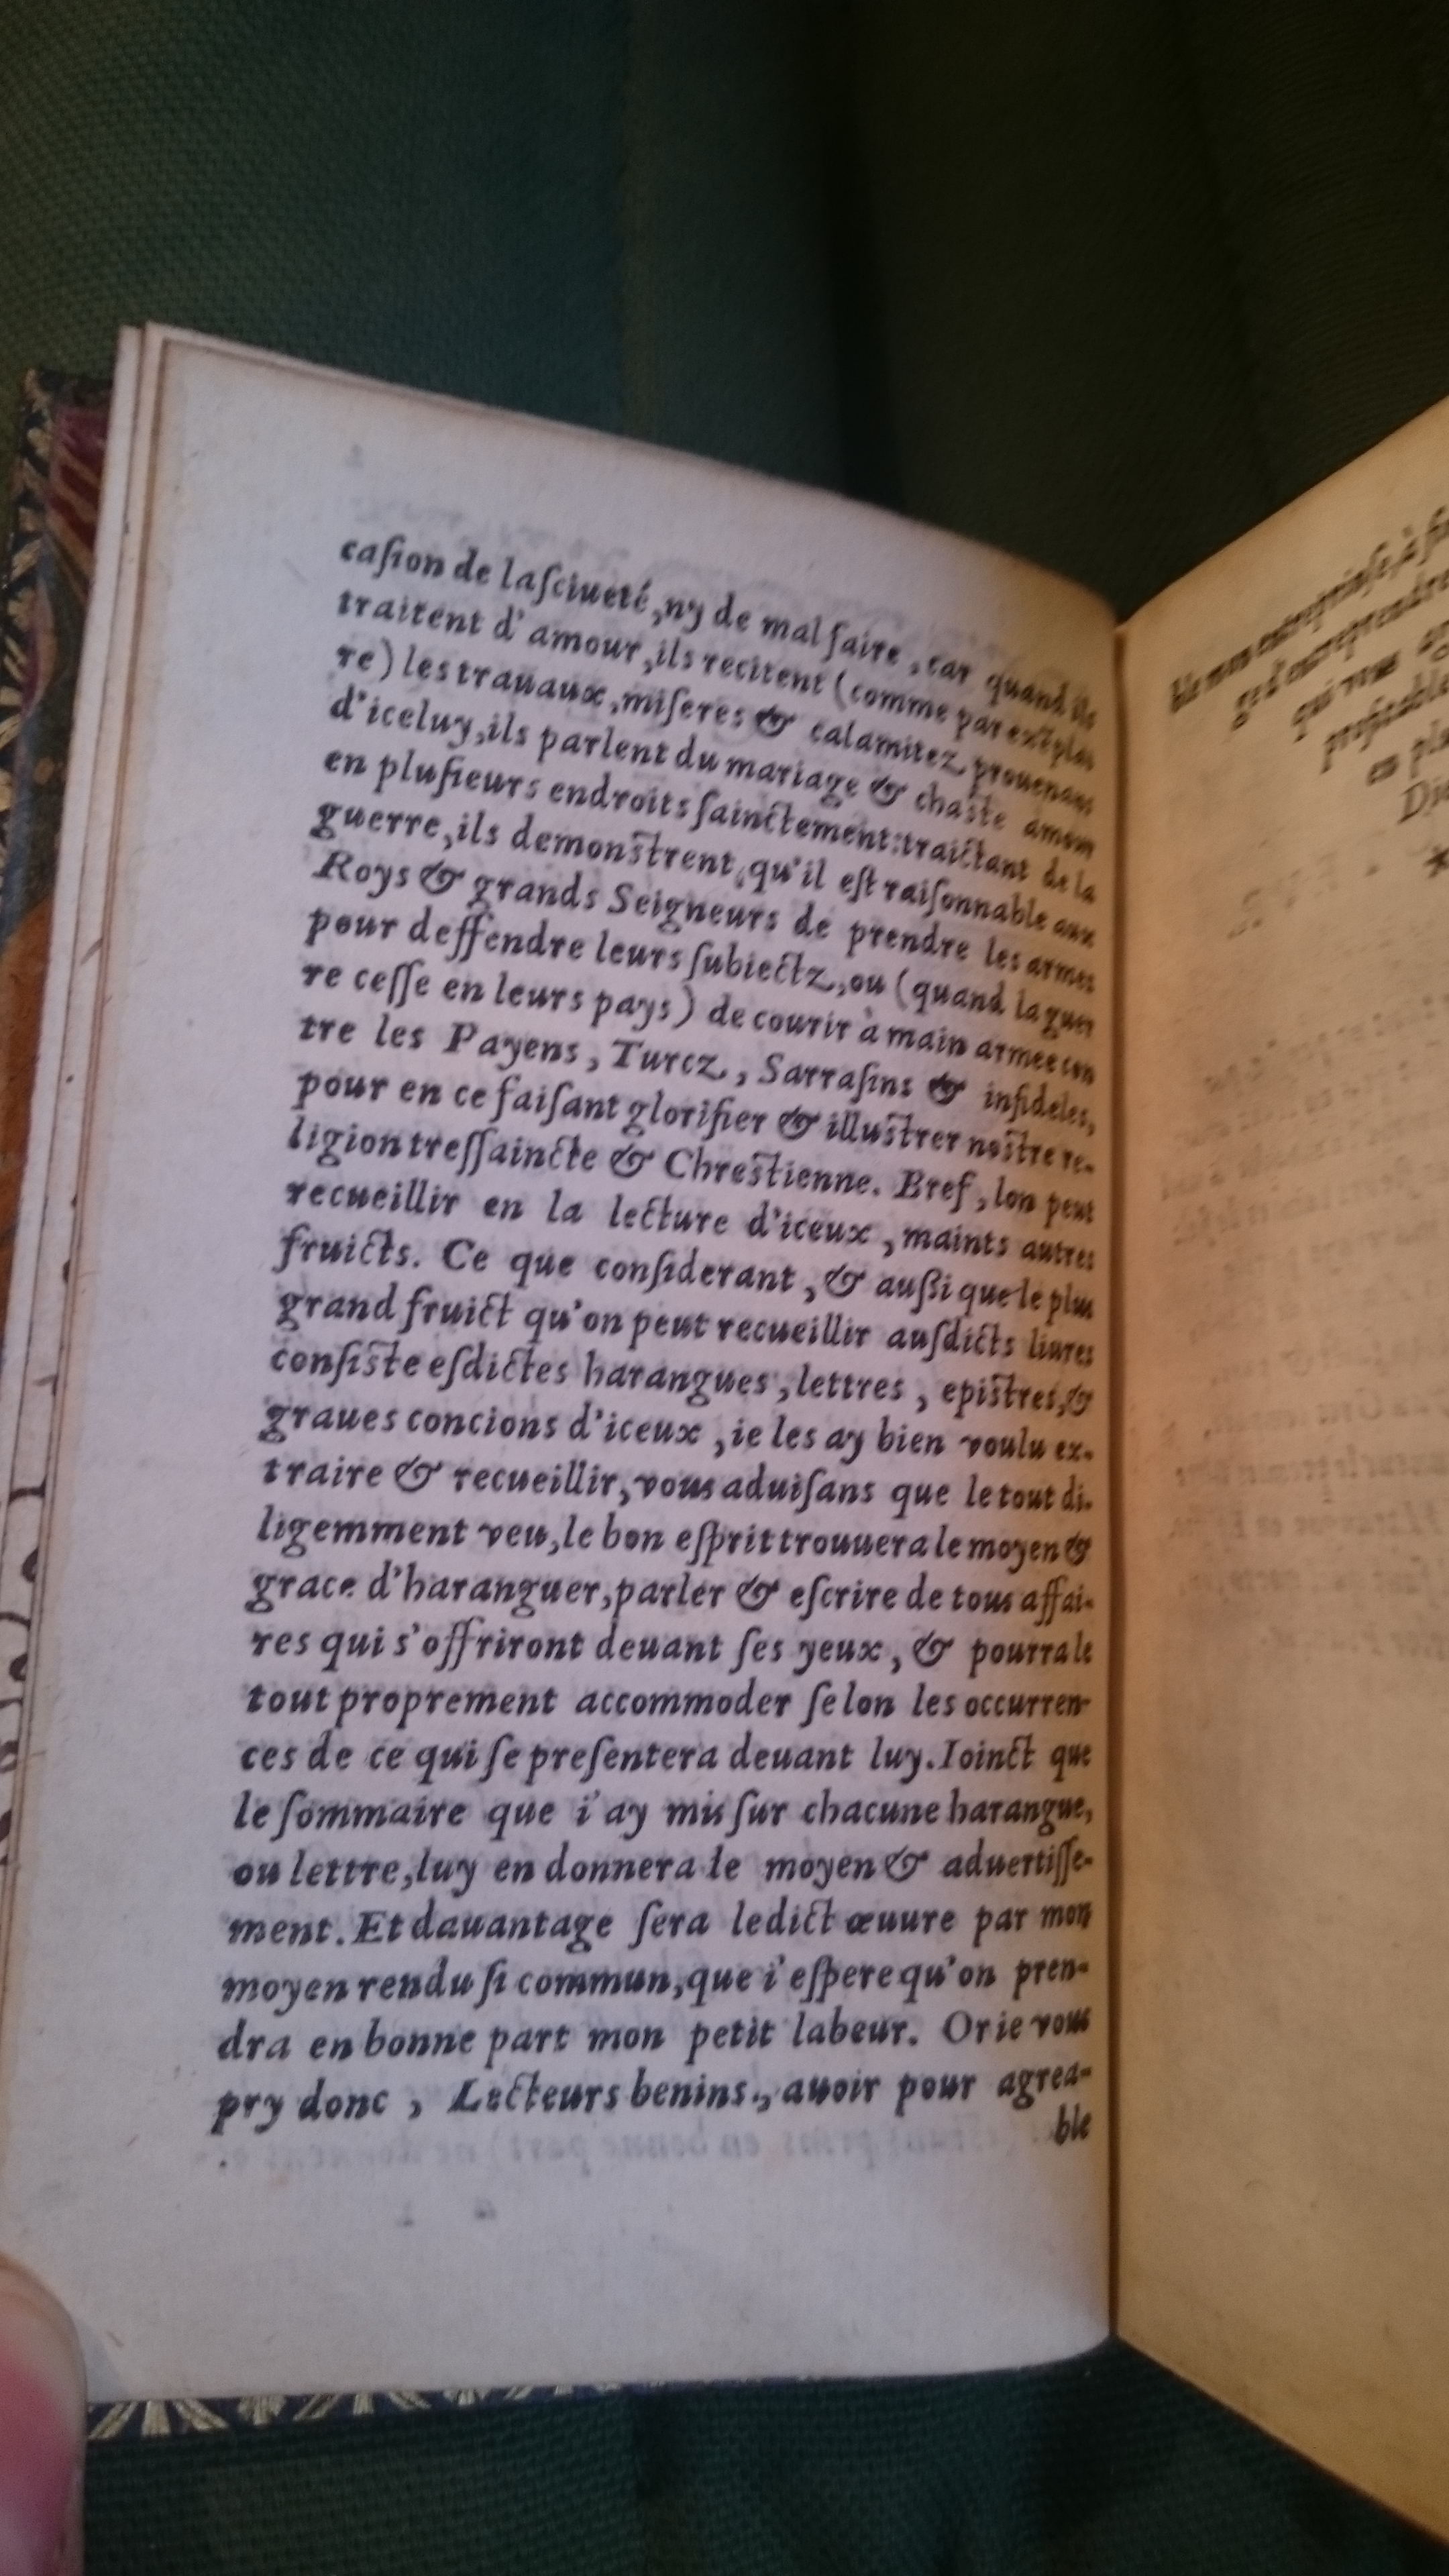 caſion de laſciueté, ny de mal faire, car quand ils
traitent d'amour, ils recitent (comme par exẽplai
re) les trauaux, miſeres & calamitez prouenans
d'iceluy, ils parlent du mariage & chaste amour
en pluſieurs endroits ſainctement: traictant de la
guerre, ils demonstrent, qu'il eſt raiſonnable aux
Roys & grands Seigneurs de prendre les armes
pour deffendre leurs ſubiectz, ou (quand la guer
re ceſſe en leurs pays) de courir à main armee con
tre les Payens, Turcz, Sarraſins & infideles,
pour en ce faiſant glorifier & illustrer nostre re-
ligion treſſaincte & Chrestienne. Bref, lon peut
recueillir en la lecture d'iceux, maints autres
fruicts. Ce que conſiderant, & außi que le plus
grand fruict qu'on peut recueillir auſdicts liures
conſiste eſdictes harangues, lettres, epistres, &
graues concions d'iceux, ie les ay bien voulu ex-
traire & recueillir, vous aduiſans que le tout di-
ligemment veu, le bon eſprit trouuera le moyen &
grace d'haranguer, parler & eſcrire de tous affai-
res qui s'offriront deuant ſes yeux, & pourra le
tout proprement accommoder ſelon les occurren-
ces de ce qui ſe preſentera deuant luy. Ioinct que
le ſommaire que i'ay mis ſur chacune harangue,
ou lettre, luy en donnera le moyen & aduertiſſe-
ment. Et dauantage ſera ledict œuure par mon
moyen rendu ſi commun, que i'eſpere qu'on pren-
dra en bonne part mon petit labeur. Or ie vous
pry donc, Lecteurs benins, auoir pour agrea-
ble
qui vous
profitable
en